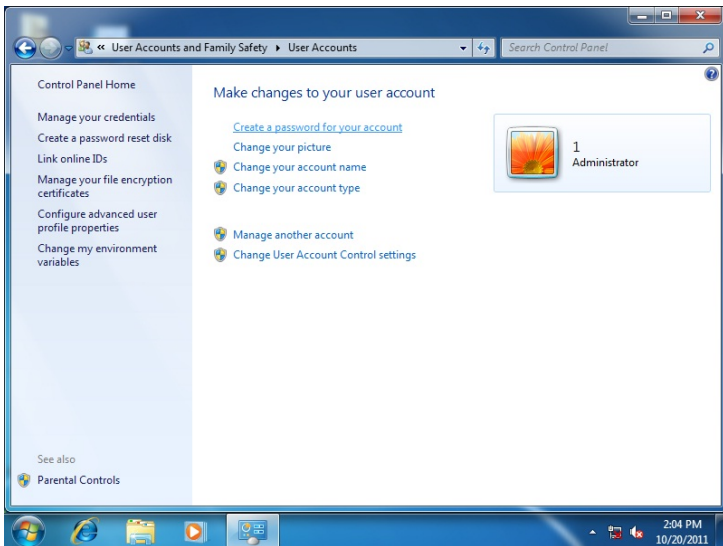 « User Accounts and Family Safety ▸ User Accounts
Search Control Panel
Control Panel Home
Manage your credentials
Create a password reset disk
Link online IDs
Manage your file encryption
certificates
Configure advanced user
profile properties
Change my environment
variables
See also
Parental Controls
Make changes to your user account
Create a password for your account
Change your picture
Change your account name
Change your account type
Manage another account
Change User Account Control settings
1
Administrator
2:04 PM
10/20/2011